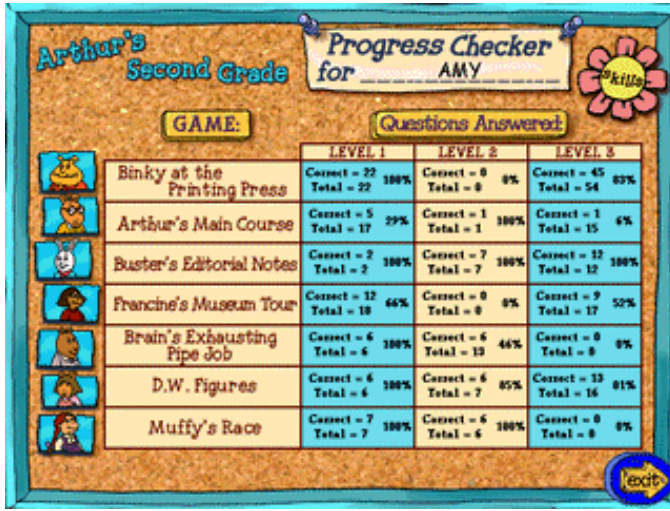 Arthur's
Second Grade
Progress Checker
for AMY
skills
GAME:
Questions Answered:
LEVEL 1 LEVEL 2 LEVEL 3
Binky at the
Printing Press
Correct = 22
Total = 22
100%
Correct = 0
Total = 0
0%
Correct = 45
Total = 54
83%
Arthur's Main Course
Correct = 5
Total = 17
29%
Correct = 1
Total = 1
100%
Correct = 1
Total = 15
6%
Buster's Editorial Notes
Correct = 2
Total = 2
100%
Correct = 7
Total = 7
100%
Correct = 12
Total = 12
100%
Francine's Museum Tour
Correct = 12
Total = 18
66%
Correct = 0
Total = 0
0%
Correct = 9
Total = 17
52%
Brain's Exhausting
Pipe Job
Correct = 6
Total = 6
100%
Correct = 6
Total = 13
46%
Correct = 0
Total = 0
0%
D.W. Figures
Correct = 6
Total = 6
100%
Correct = 6
Total = 7
85%
Correct = 13
Total = 16
81%
Muffy's Race
Correct = 7
Total = 7
100%
Correct = 6
Total = 6
100%
Correct = 0
Total = 0
0%
exit